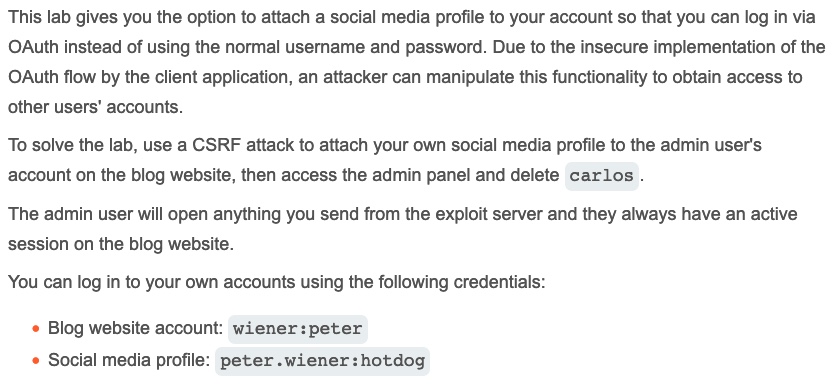 This lab gives you the option to attach a social media profile to your account so that you can log in via
OAuth instead of using the normal username and password. Due to the insecure implementation of the
OAuth flow by the client application, an attacker can manipulate this functionality to obtain access to
other users' accounts.
To solve the lab, use a CSRF attack to attach your own social media profile to the admin user's
account on the blog website, then access the admin panel and delete carlos.
The admin user will open anything you send from the exploit server and they always have an active
session on the blog website.
You can log in to your own accounts using the following credentials:
• Blog website account: wiener:peter
• Social media profile: peter.wiener:hotdog